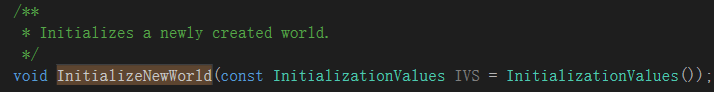 /**
* Initializes a newly created world.
*/
void InitializeNewWorld(const InitializationValues IVS = InitializationValues());